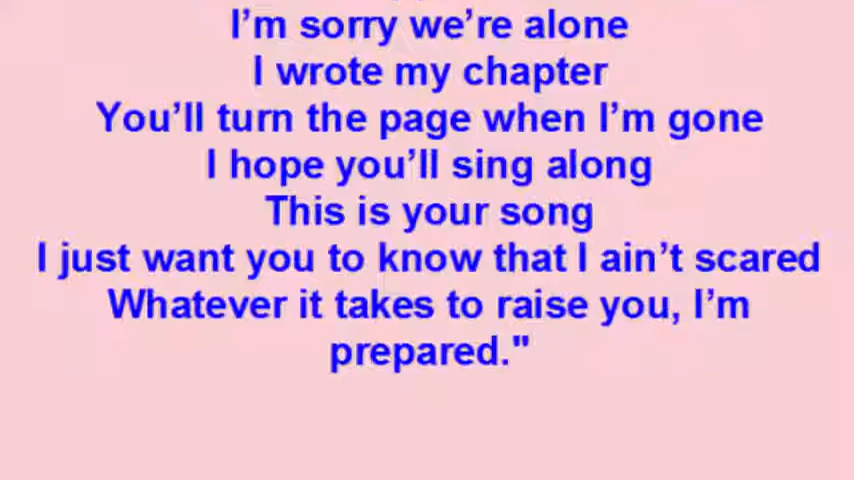 I’m sorry we’re alone
I wrote my chapter
You’ll turn the page when I’m gone
I hope you’ll sing along
This is your song
I just want you to know that I ain’t scared
Whatever it takes to raise you, I’m
prepared."